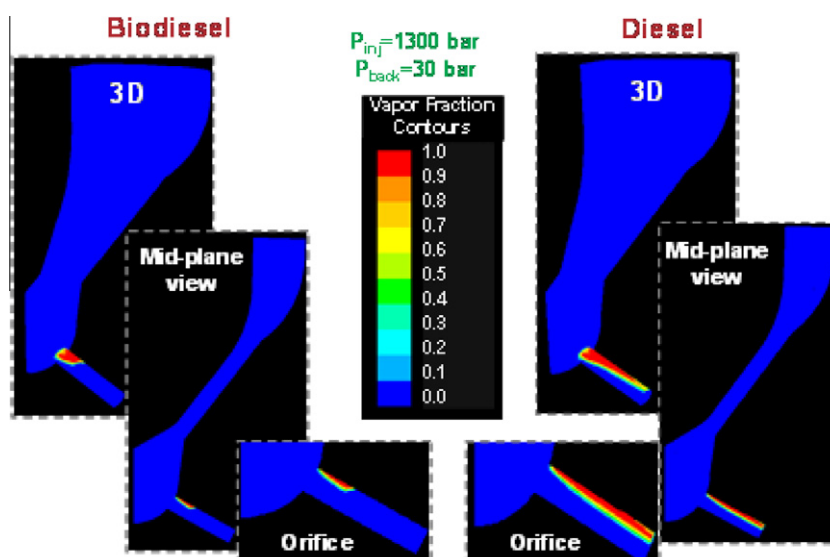 Biodiesel
Diesel
P_inj=1300 bar
P_back=30 bar
3D
3D
Vapor Fraction
Contours
1.0
0.9
0.8
0.7
0.6
0.5
0.4
0.3
0.2
0.1
0.0
Mid-plane
view
Mid-plane
view
Orifice
Orifice